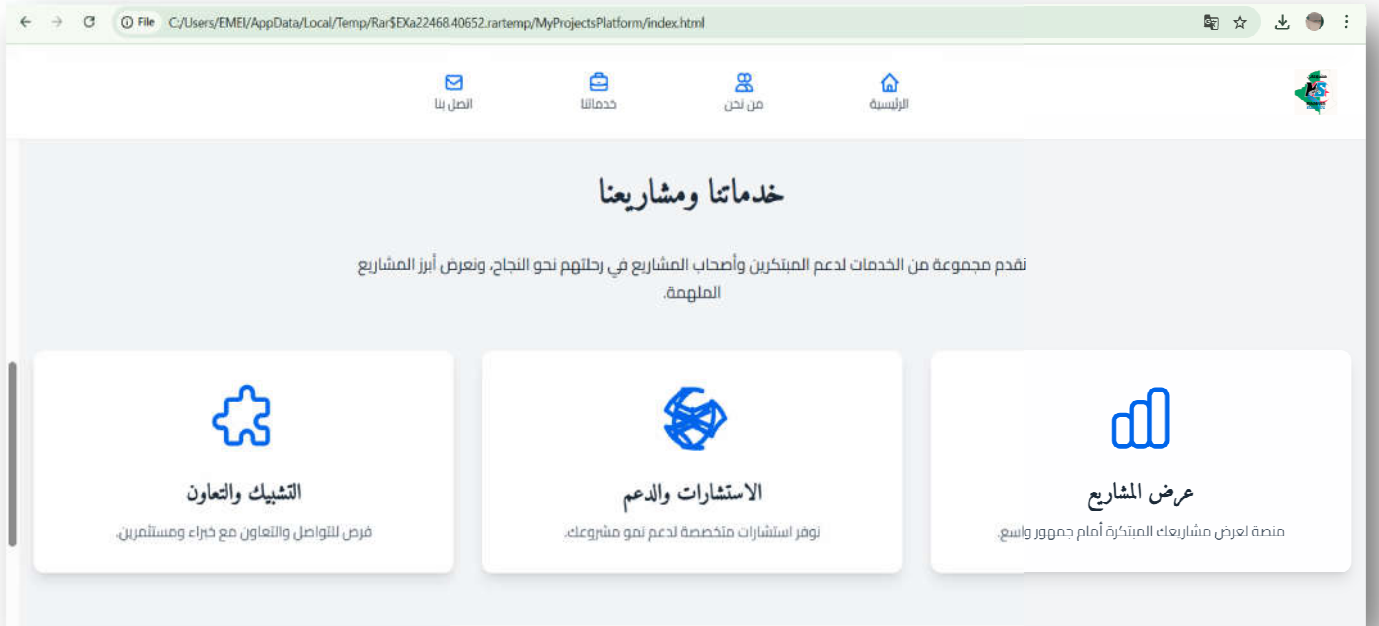 File C:/Users/EMEI/AppData/Local/Temp/Rar$EXa22468.40652.rartemp/MyProjectsPlatform/index.html
الرئيسية
من نحن
خدماتنا
اتصل بنا
خدماتنا ومشاريعنا
نقدم مجموعة من الخدمات لدعم المبتكرين وأصحاب المشاريع في رحلتهم نحو النجاح، ونعرض أبرز المشاريع
الملهمة.
عرض المشاريع
منصة لعرض مشاريعك المبتكرة أمام جمهور واسع.
الاستشارات والدعم
نوفر استشارات متخصصة لدعم نمو مشروعك.
التشبيك والتعاون
فرص للتواصل والتعاون مع خبراء ومستثمرين.